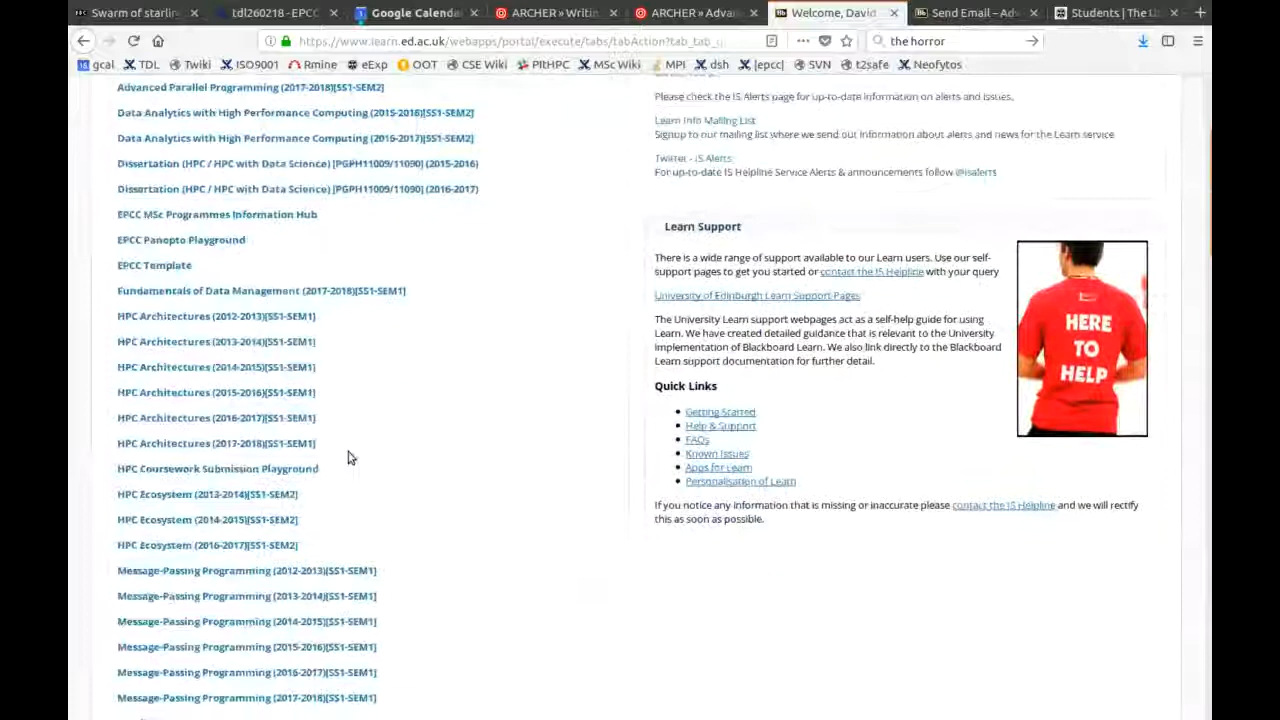 Swarm of starlin
tdl260218 - EPCC
Google Calenda
ARCHER » Writin
ARCHER » Adva
Welcome, David
Send Email – Adv
Students | The U
https://www.learn.ed.ac.uk/webapps/portal/execute/tabs/tabAction?tab_tab_g
the horror
gcal
TDL
Twiki
ISO9001
Rmine
eExp
OOT
CSE Wiki
PltHPC
MSc Wiki
MPI
dsh
[epcc]
SVN
t2safe
Neofytos
Advanced Parallel Programming (2017-2018)[SS1-SEM2]
Data Analytics with High Performance Computing (2015-2016)[SS1-SEM2]
Data Analytics with High Performance Computing (2016-2017)[SS1-SEM2]
Dissertation (HPC / HPC with Data Science) [PGPH11009/11090] (2015-2016)
Dissertation (HPC / HPC with Data Science) [PGPH11009/11090] (2016-2017)
EPCC MSc Programmes Information Hub
EPCC Panopto Playground
EPCC Template
Fundamentals of Data Management (2017-2018)[SS1-SEM1]
HPC Architectures (2012-2013)[SS1-SEM1]
HPC Architectures (2013-2014)[SS1-SEM1]
HPC Architectures (2014-2015)[SS1-SEM1]
HPC Architectures (2015-2016)[SS1-SEM1]
HPC Architectures (2016-2017)[SS1-SEM1]
HPC Architectures (2017-2018)[SS1-SEM1]
HPC Coursework Submission Playground
HPC Ecosystem (2013-2014)[SS1-SEM2]
HPC Ecosystem (2014-2015)[SS1-SEM2]
HPC Ecosystem (2016-2017)[SS1-SEM2]
Message-Passing Programming (2012-2013)[SS1-SEM1]
Message-Passing Programming (2013-2014)[SS1-SEM1]
Message-Passing Programming (2014-2015)[SS1-SEM1]
Message-Passing Programming (2015-2016)[SS1-SEM1]
Message-Passing Programming (2016-2017)[SS1-SEM1]
Message-Passing Programming (2017-2018)[SS1-SEM1]
Please check the IS Alerts page for up-to-date information on alerts and issues.
Learn Info Mailing List
Signup to our mailing list where we send out information about alerts and news for the Learn service
Twitter - IS Alerts
For up-to-date IS Helpline Service Alerts & announcements follow @isalerts
Learn Support
There is a wide range of support available to our Learn users. Use our self-
support pages to get you started or contact the IS Helpline with your query
University of Edinburgh Learn Support Pages
The University Learn support webpages act as a self-help guide for using
Learn. We have created detailed guidance that is relevant to the University
implementation of Blackboard Learn. We also link directly to the Blackboard
Learn support documentation for further detail.
HERE
TO
HELP
Quick Links
Getting Started
Help & Support
FAQs
Known Issues
Apps for Learn
Personalisation of Learn
If you notice any information that is missing or inaccurate please contact the IS Helpline and we will rectify
this as soon as possible.